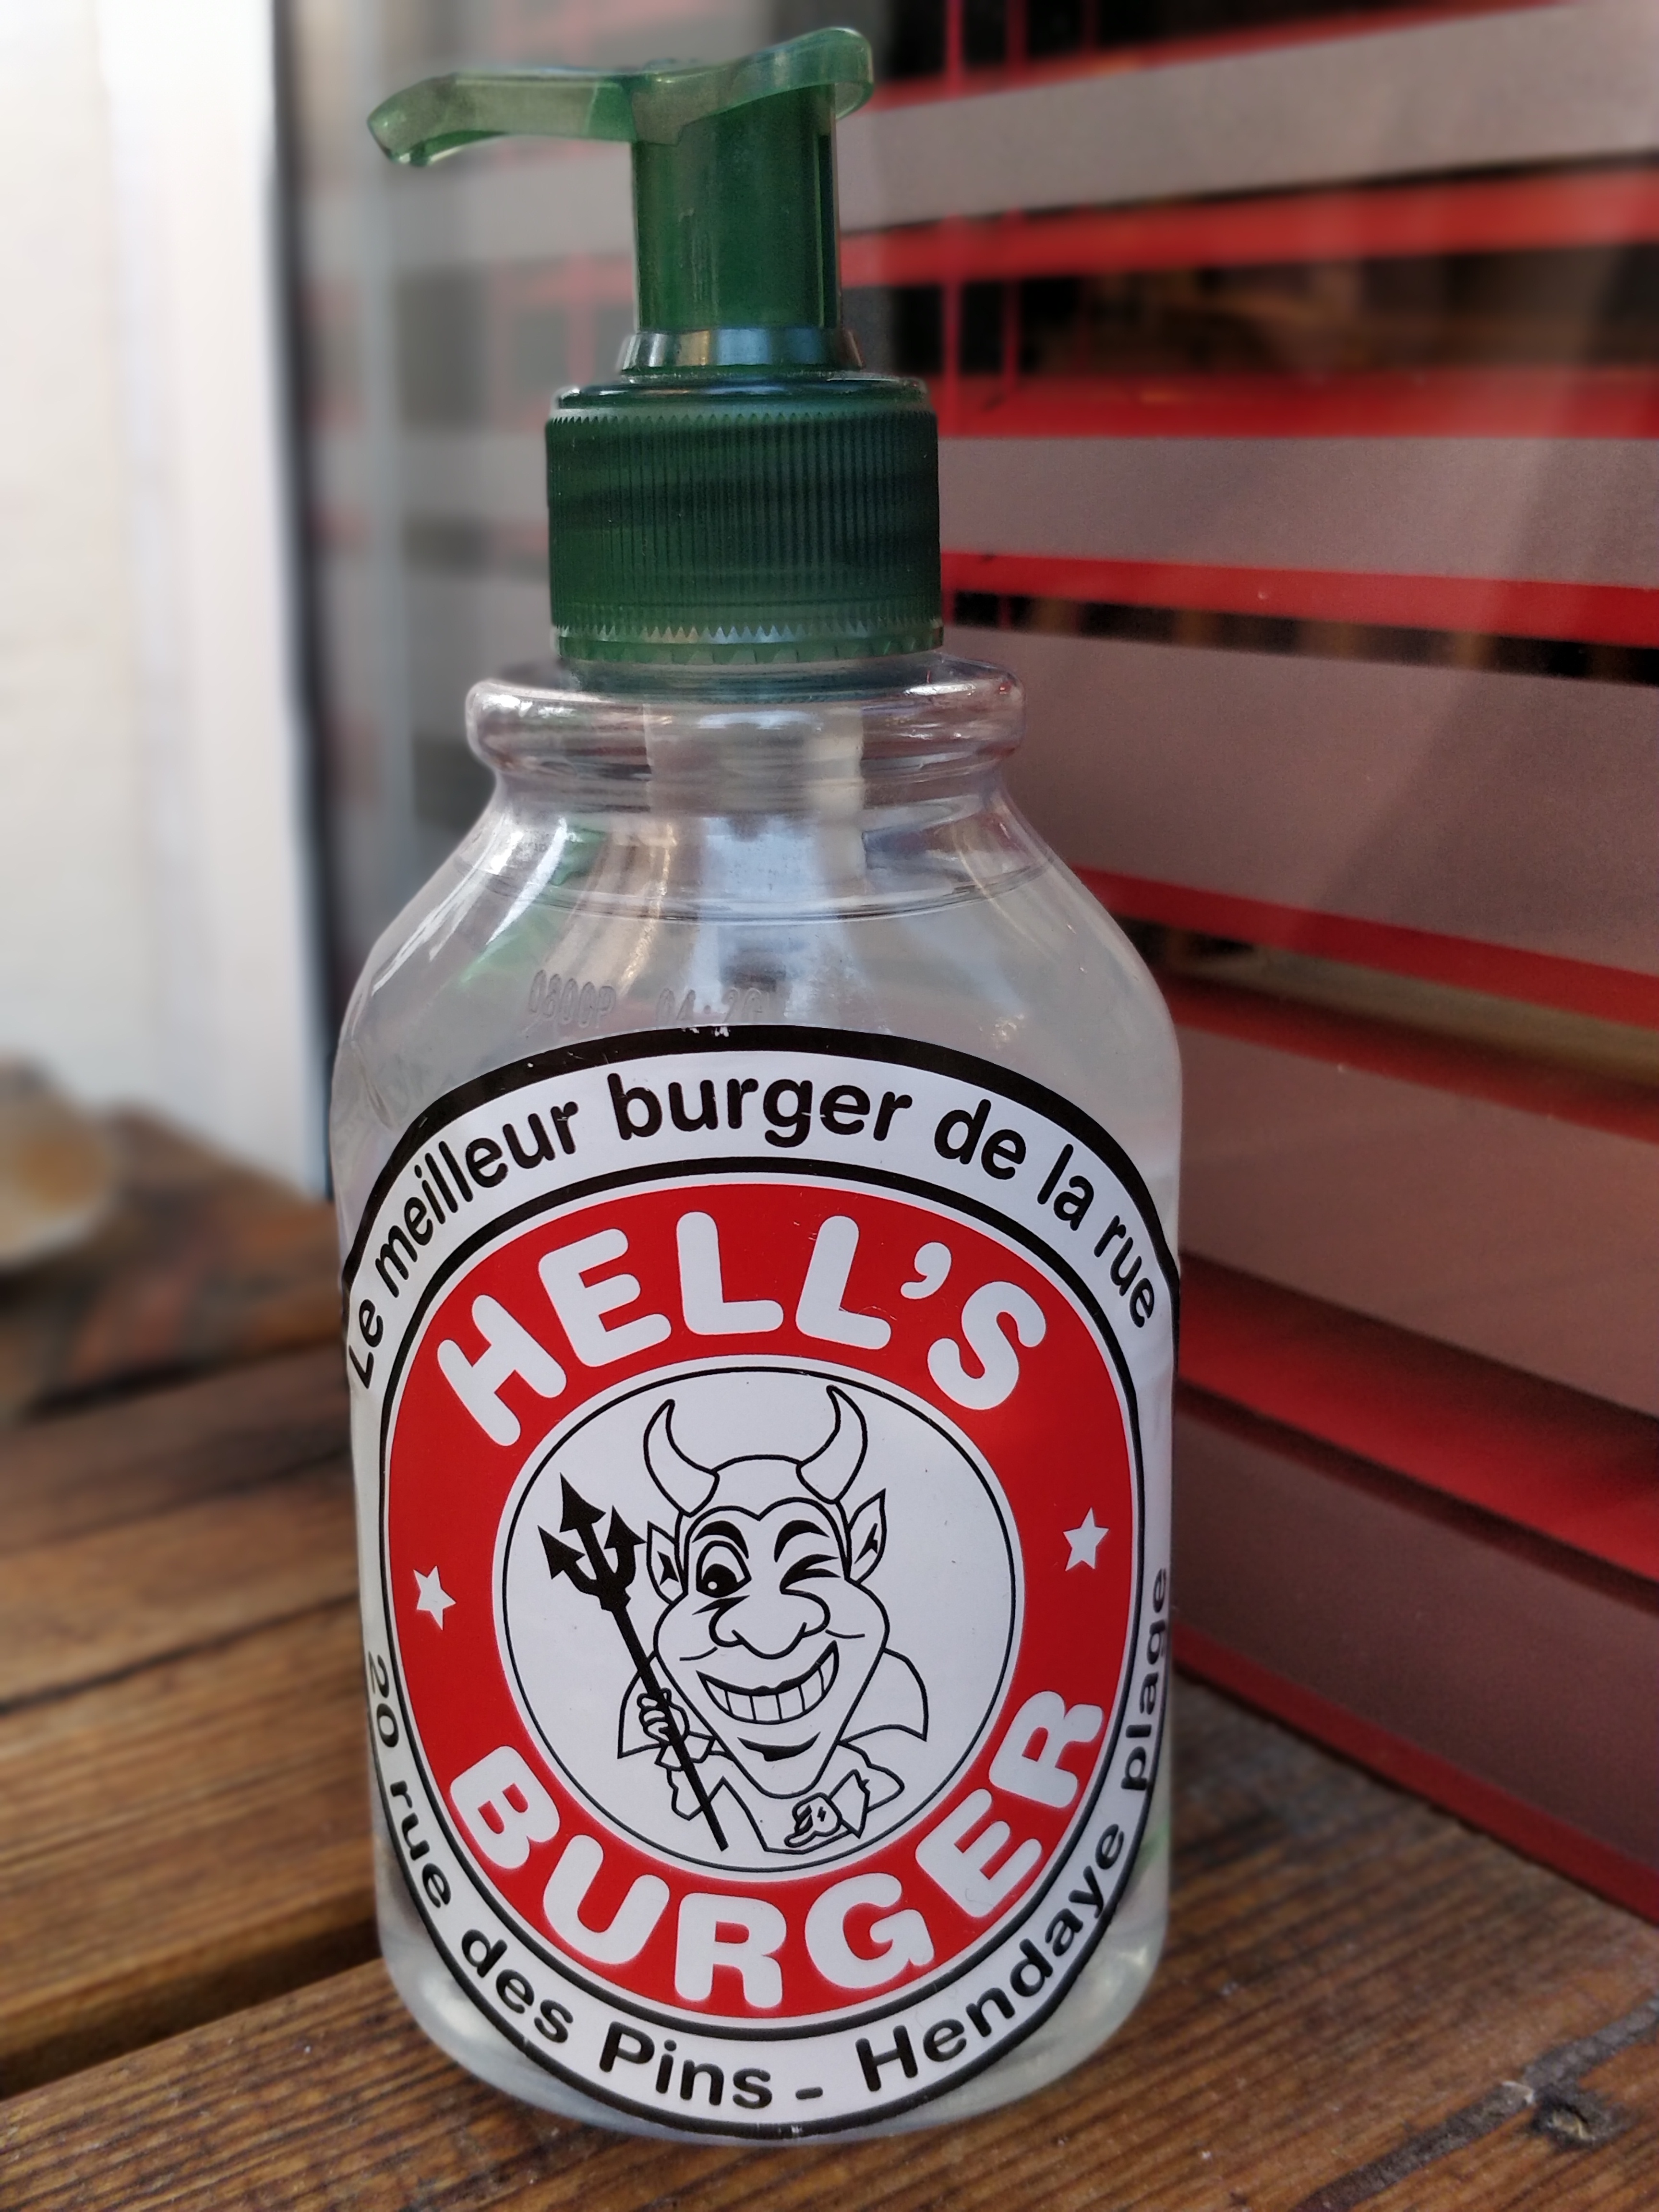 Le meilleur burger de la rue
HELL'S
BURGER
20 rue des Pins - Hendaye plage